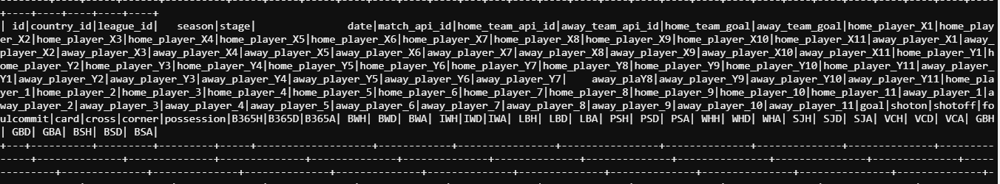 +----+----+----+----+----+
| id|country_id|league_id|   season|stage|               date|match_api_id|home_team_api_id|away_team_api_id|home_team_goal|away_team_goal|home_player_X1|home_play
er_X2|home_player_X3|home_player_X4|home_player_X5|home_player_X6|home_player_X7|home_player_X8|home_player_X9|home_player_X10|home_player_X11|away_player_X1|away_
player_X2|away_player_X3|away_player_X4|away_player_X5|away_player_X6|away_player_X7|away_player_X8|away_player_X9|away_player_X10|away_player_X11|home_player_Y1|h
ome_player_Y2|home_player_Y3|home_player_Y4|home_player_Y5|home_player_Y6|home_player_Y7|home_player_Y8|home_player_Y9|home_player_Y10|home_player_Y11|away_player_
Y1|away_player_Y2|away_player_Y3|away_player_Y4|away_player_Y5|away_player_Y6|away_player_Y7|    away_plaY8|away_player_Y9|away_player_Y10|away_player_Y11|home_pla
yer_1|home_player_2|home_player_3|home_player_4|home_player_5|home_player_6|home_player_7|home_player_8|home_player_9|home_player_10|home_player_11|away_player_1|a
way_player_2|away_player_3|away_player_4|away_player_5|away_player_6|away_player_7|away_player_8|away_player_9|away_player_10|away_player_11|goal|shoton|shotoff|fo
ulcommit|card|cross|corner|possession|B365H|B365D|B365A| BWH| BWD| BWA| IWH|IWD|IWA| LBH| LBD| LBA| PSH| PSD| PSA| WHH| WHD| WHA| SJH| SJD| SJA| VCH| VCD| VCA| GBH
| GBD| GBA| BSH| BSD| BSA|